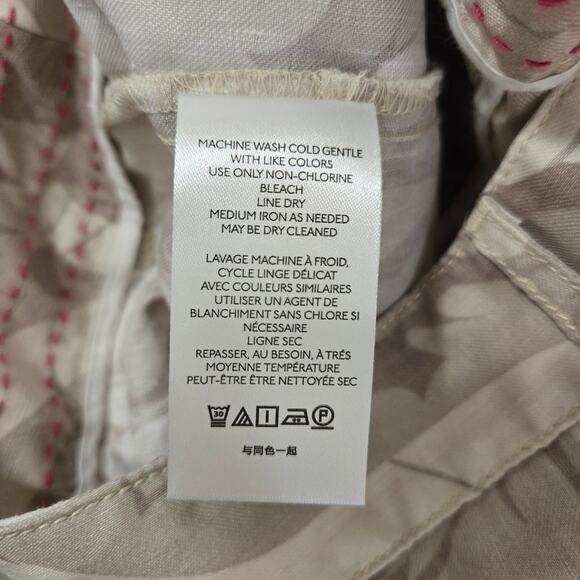 MACHINE WASH COLD GENTLE
WITH LIKE COLORS
USE ONLY NON-CHLORINE
BLEACH
LINE DRY
MEDIUM IRON AS NEEDED
MAY BE DRY CLEANED
LAVAGE MACHINE À FROID,
CYCLE LINGE DÉLICAT
AVEC COULEURS SIMILAIRES
UTILISER UN AGENT DE
BLANCHIMENT SANS CHLORE SI
NÉCESSAIRE
LIGNE SEC
REPASSER, AU BESOIN, À TRÉS
MOYENNE TEMPÉRATURE
PEUT-ÊTRE ÊTRE NETTOYÉE SEC
30 P
与同色一起